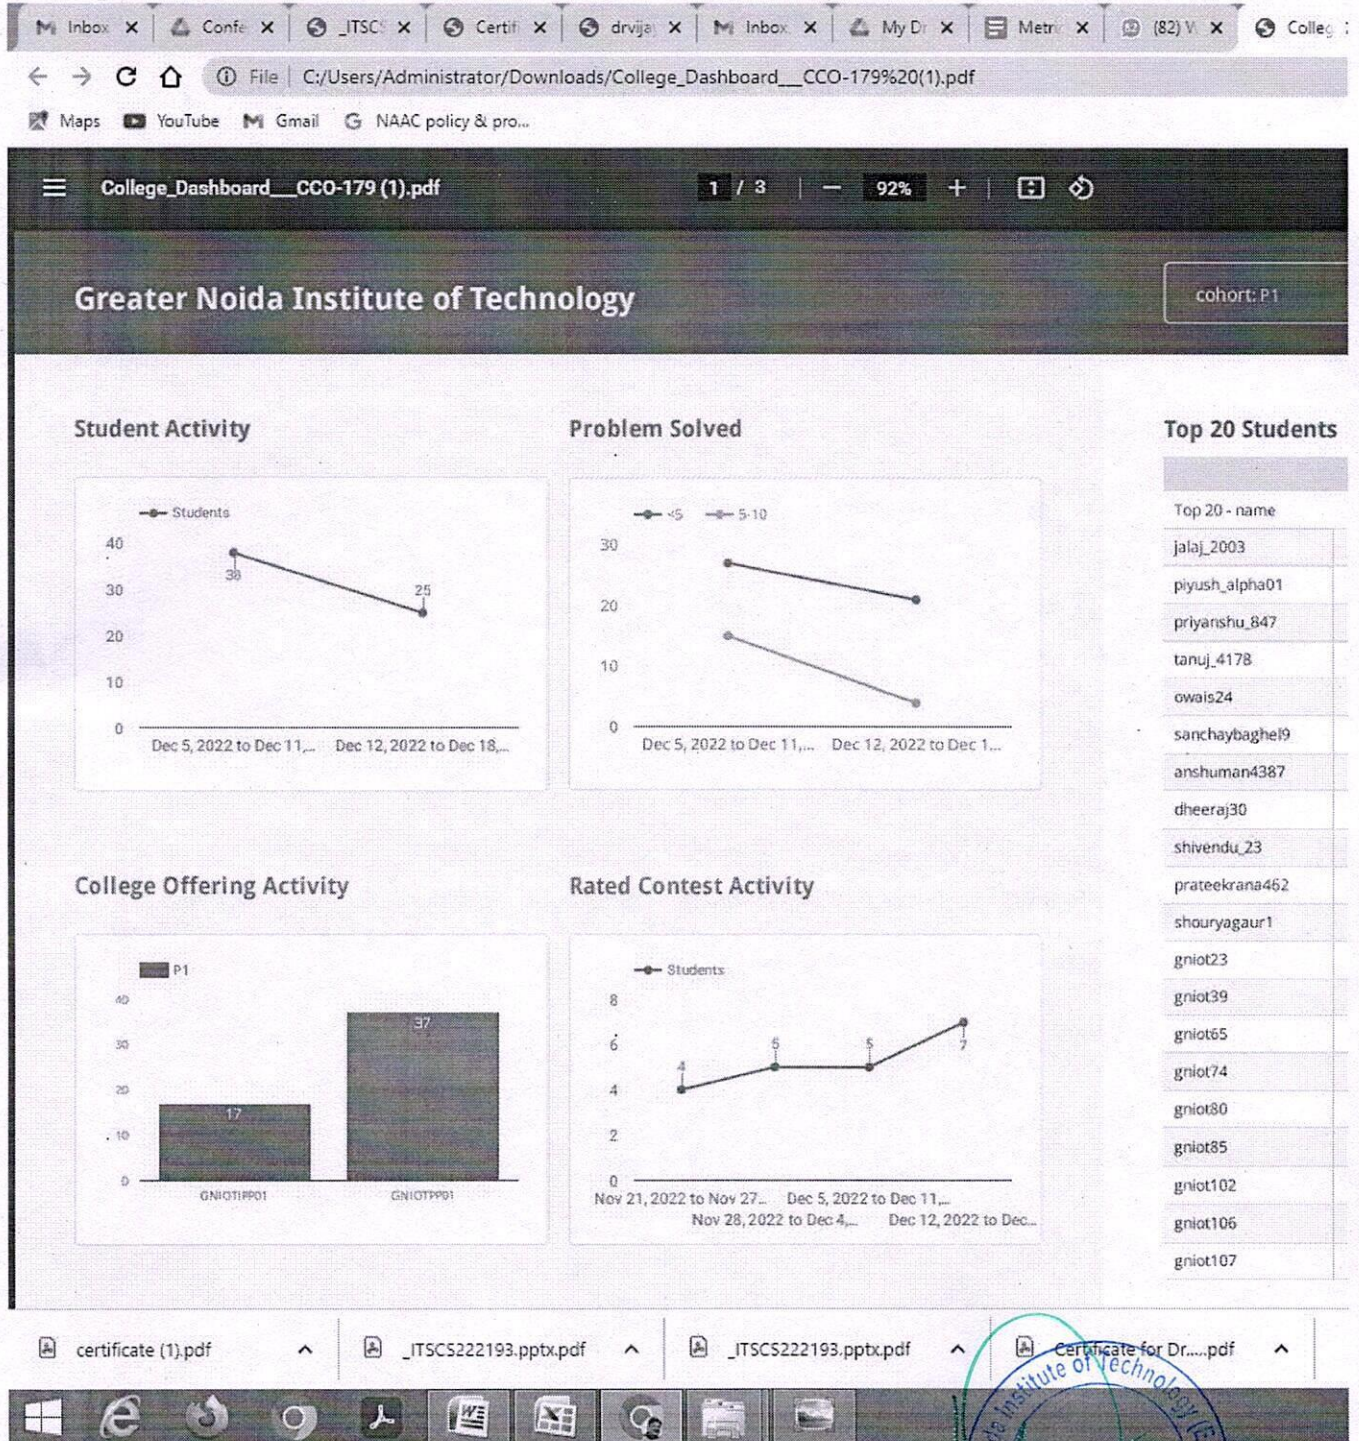 Inbox Confe _ITSCS Certifi drvija Inbox My Dr Metric (82) W Colleg
File C:/Users/Administrator/Downloads/College_Dashboard___CCO-179%20(1).pdf
Maps YouTube Gmail NAAC policy & pro...
College_Dashboard___CCO-179 (1).pdf 1 / 3 92%
Greater Noida Institute of Technology
cohort: P1
Student Activity
Students
40
30
20
10
0
38
25
Dec 5, 2022 to Dec 11,... Dec 12, 2022 to Dec 18,...
Problem Solved
<5 5-10
30
20
10
0
Dec 5, 2022 to Dec 11,... Dec 12, 2022 to Dec 1...
College Offering Activity
P1
40
30
20
10
0
17
37
GNIOTIPP01 GNIOTPP01
Rated Contest Activity
Students
8
6
4
2
0
4
5
5
7
Nov 21, 2022 to Nov 27... Dec 5, 2022 to Dec 11,...
Nov 28, 2022 to Dec 4,... Dec 12, 2022 to Dec...
Top 20 Students
Top 20 - name
jalaj_2003
piyush_alpha01
priyanshu_847
tanuj_4178
owais24
sanchaybaghel9
anshuman4387
dheeraj30
shivendu_23
prateekrana462
shouryagaur1
gniot23
gniot39
gniot65
gniot74
gniot80
gniot85
gniot102
gniot106
gniot107
certificate (1).pdf _ITSCS222193.pptx.pdf _ITSCS222193.pptx.pdf Certificate for Dr.....pdf
Institute of Technology